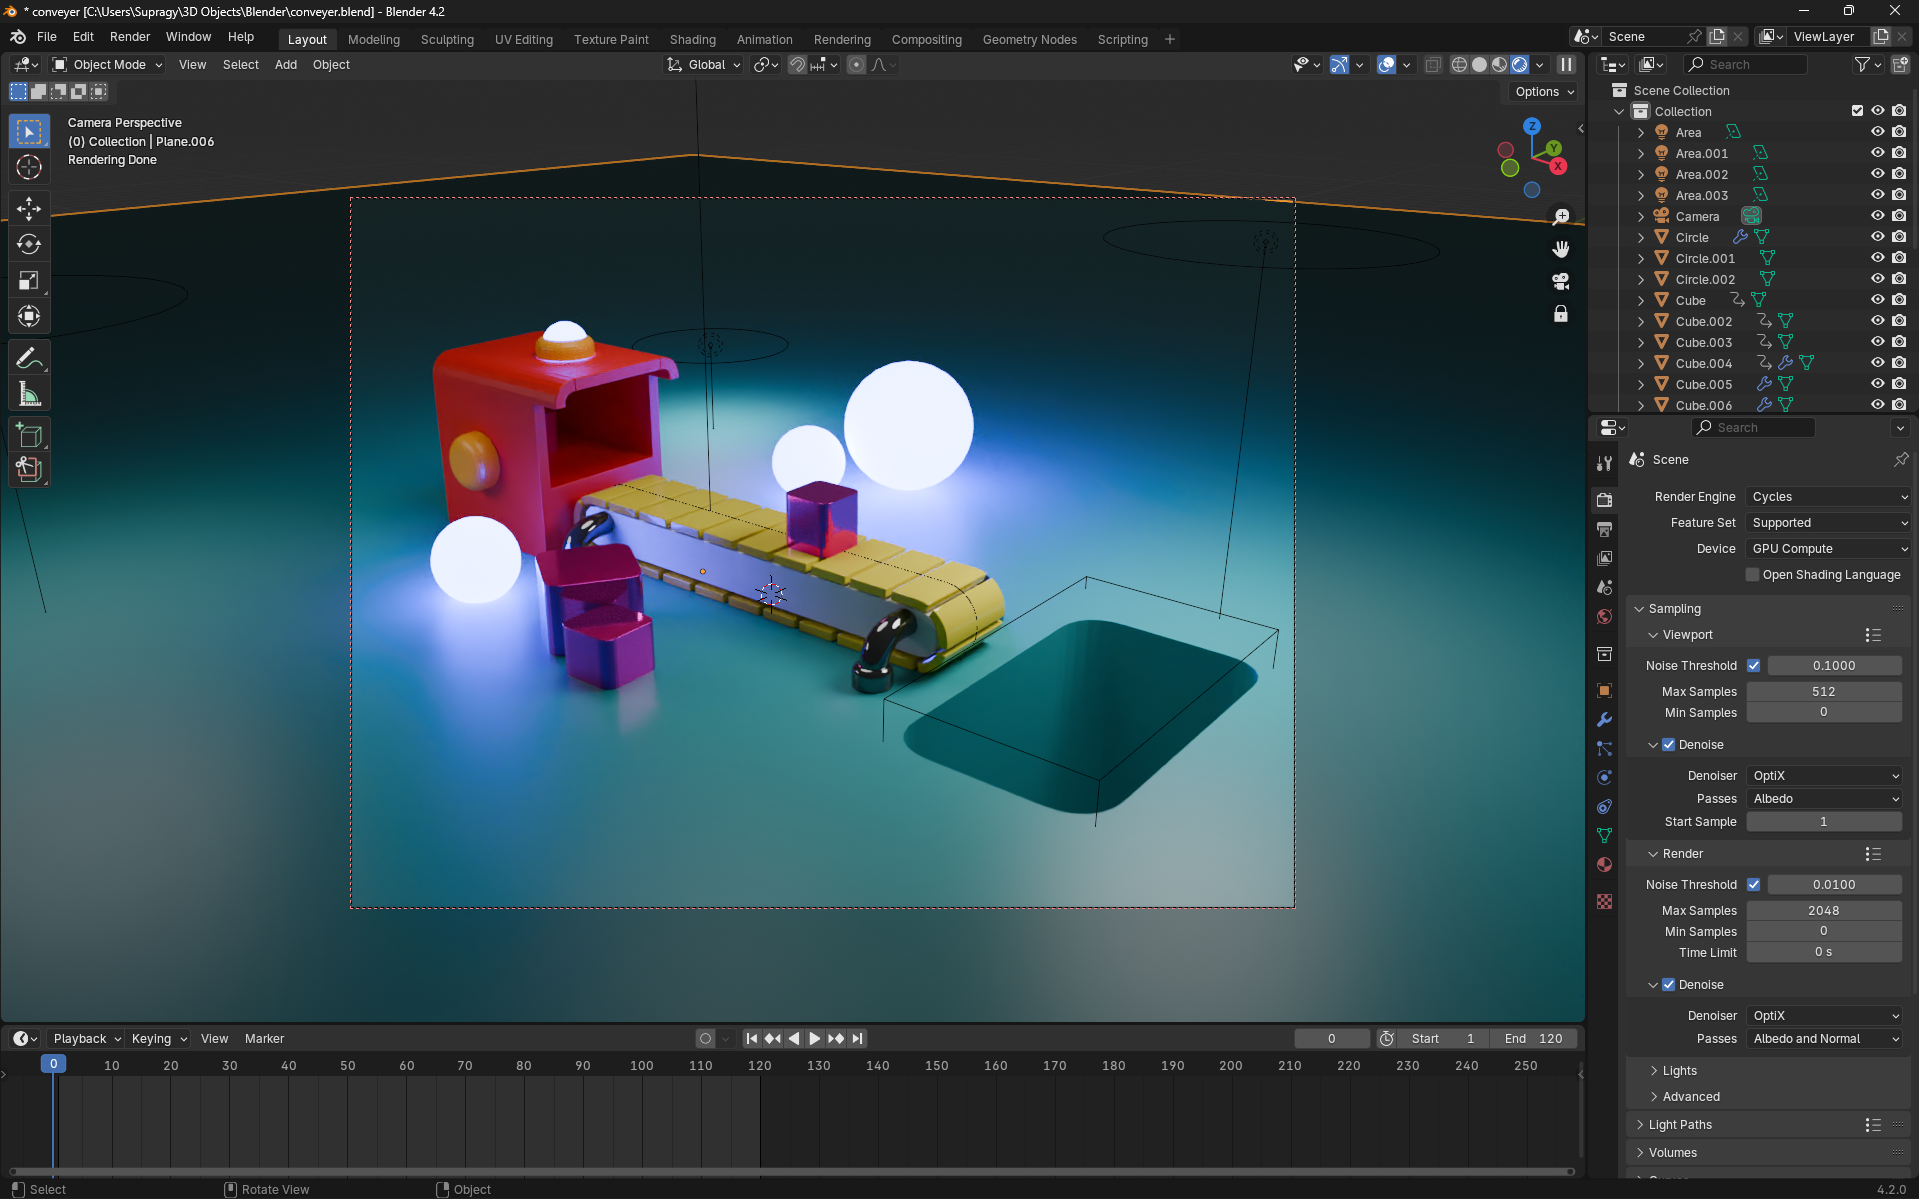 * conveyer [C:\Users\Supragy\3D Objects\Blender\conveyer.blend] - Blender 4.2
File Edit Render Window Help Layout Modeling Sculpting UV Editing Texture Paint Shading Animation Rendering Compositing Geometry Nodes Scripting + Scene ViewLayer
Object Mode View Select Add Object Global Search
Options
Camera Perspective
(0) Collection | Plane.006
Rendering Done
Z
Y
X
Scene Collection
Collection
Area
Area.001
Area.002
Area.003
Camera
Circle
Circle.001
Circle.002
Cube
Cube.002
Cube.003
Cube.004
Cube.005
Cube.006
Search
Scene
Render Engine Cycles
Feature Set Supported
Device GPU Compute
Open Shading Language
Sampling
Viewport
Noise Threshold 0.1000
Max Samples 512
Min Samples 0
Denoise
Denoiser OptiX
Passes Albedo
Start Sample 1
Render
Noise Threshold 0.0100
Max Samples 2048
Min Samples 0
Time Limit 0 s
Denoise
Denoiser OptiX
Passes Albedo and Normal
Lights
Advanced
Light Paths
Volumes
Playback Keying View Marker 0 Start 1 End 120
0 10 20 30 40 50 60 70 80 90 100 110 120 130 140 150 160 170 180 190 200 210 220 230 240 250
Select Rotate View Object 4.2.0